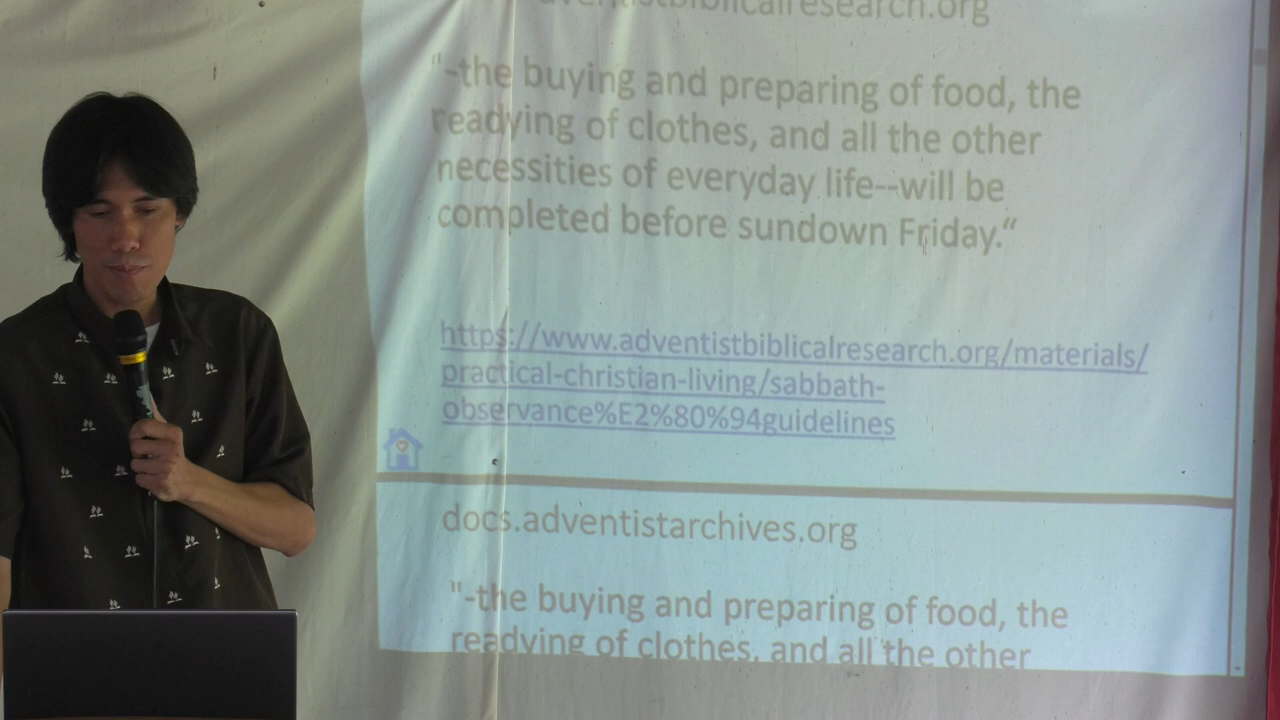 adventistbiblicalresearch.org
"-the buying and preparing of food, the
readying of clothes, and all the other
necessities of everyday life--will be
completed before sundown Friday.“
https://www.adventistbiblicalresearch.org/materials/
practical-christian-living/sabbath-
observance%E2%80%94guidelines
docs.adventistarchives.org
"-the buying and preparing of food, the
readying of clothes, and all the other